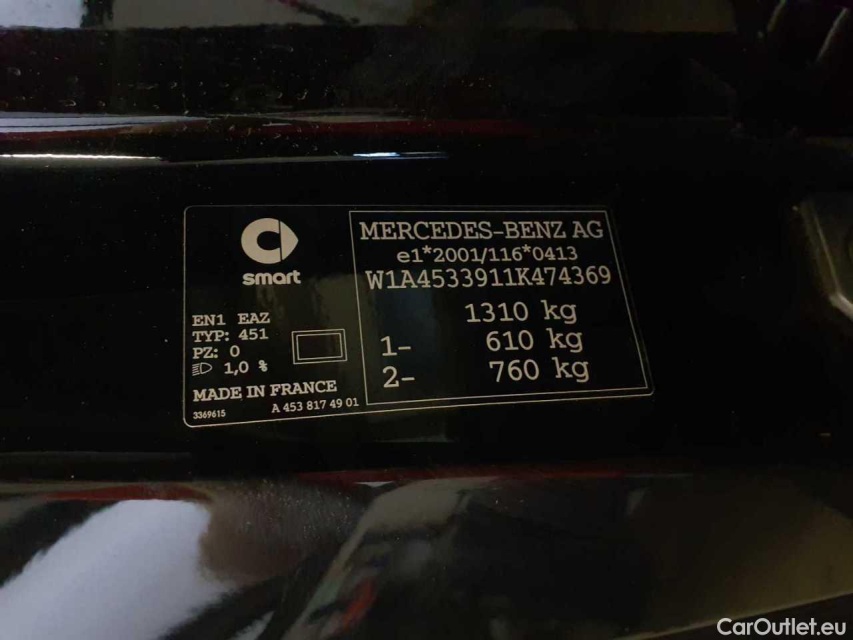 smart
EN1 EAZ
TYP: 451
PZ: 0
1,0 %
MADE IN FRANCE
3369615
A 453 817 49 01
MERCEDES-BENZ AG
e1*2001/116*0413
W1A4533911K474369
1310 kg
1- 610 kg
2- 760 kg
CarOutlet.eu